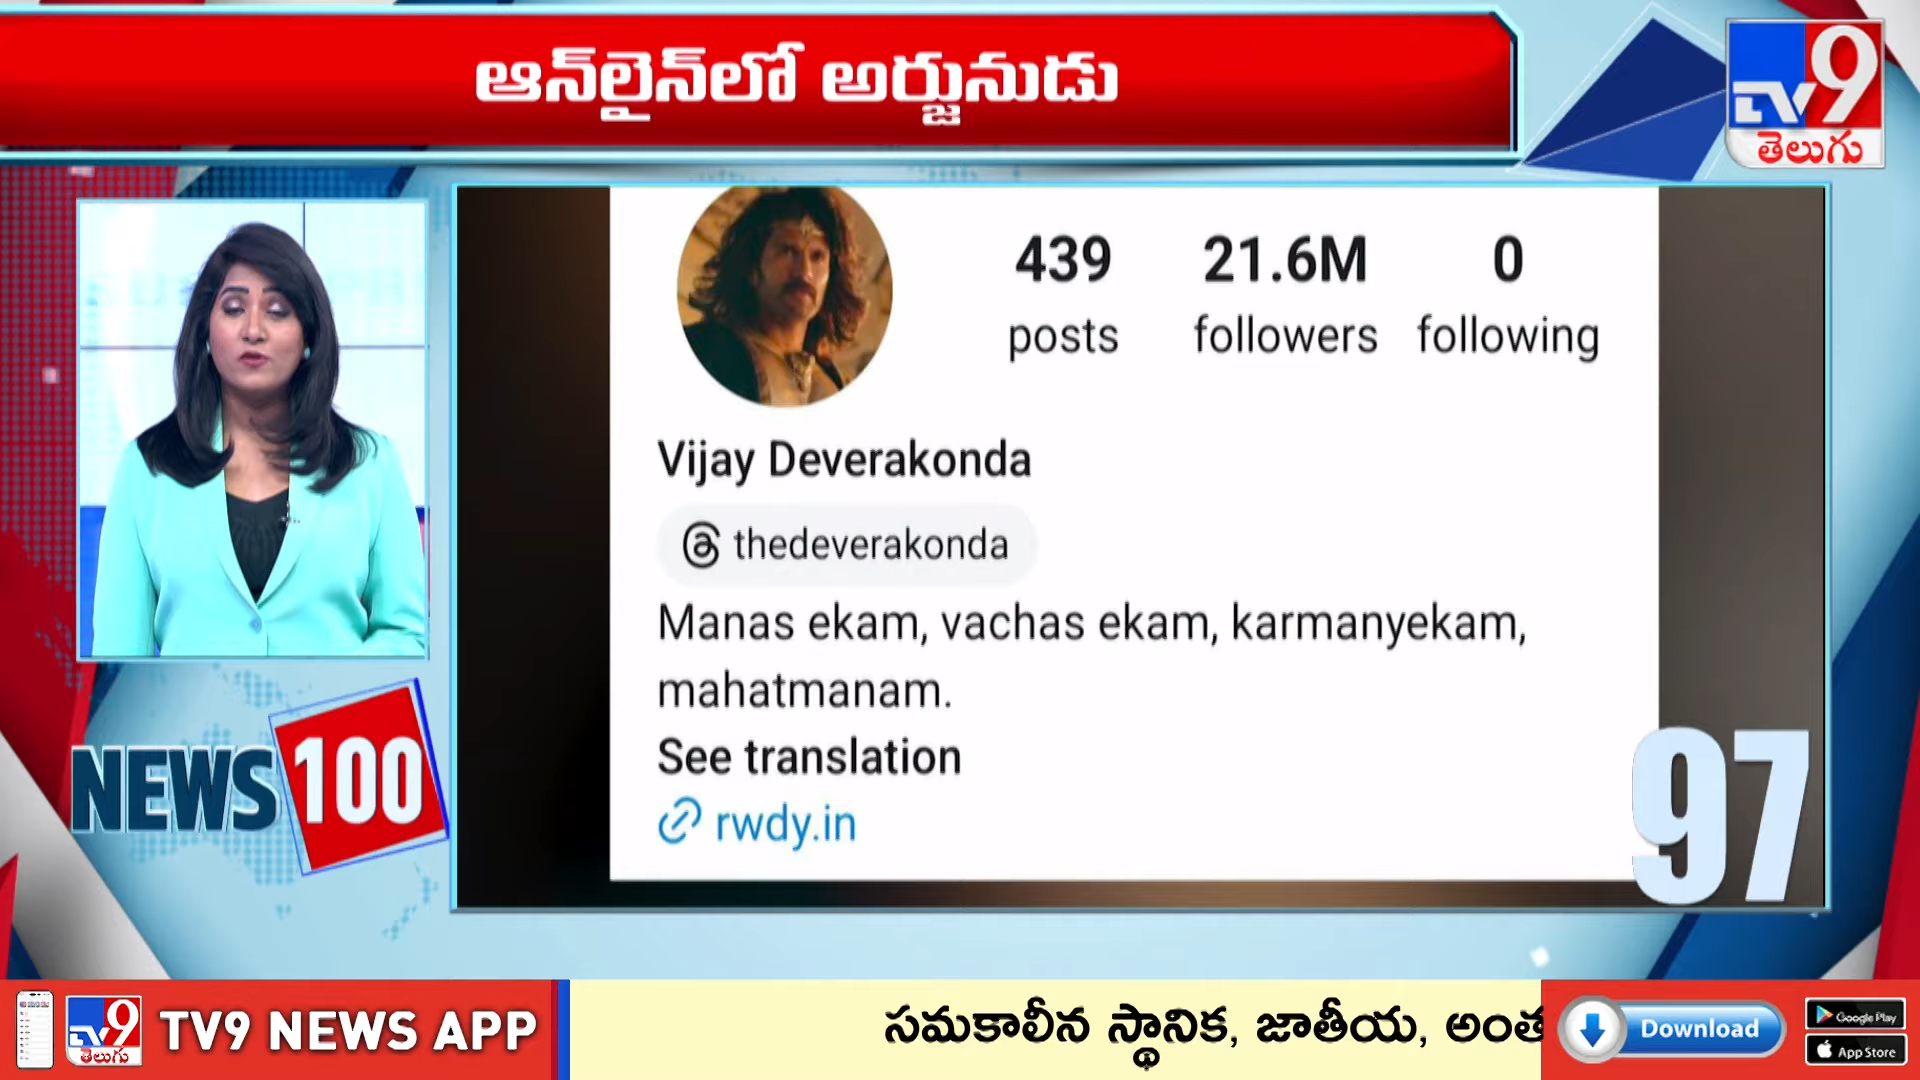 ఆన్‌లైన్‌లో అర్జునుడు
TV9
తెలుగు
439
posts
21.6M
followers
0
following
Vijay Deverakonda
thedeverakonda
Manas ekam, vachas ekam, karmanyekam,
mahatmanam.
See translation
rwdy.in
NEWS 100
97
TV9
తెలుగు
TV9 NEWS APP
సమకాలీన స్థానిక, జాతీయ, అంత
Download
Google Play
App Store